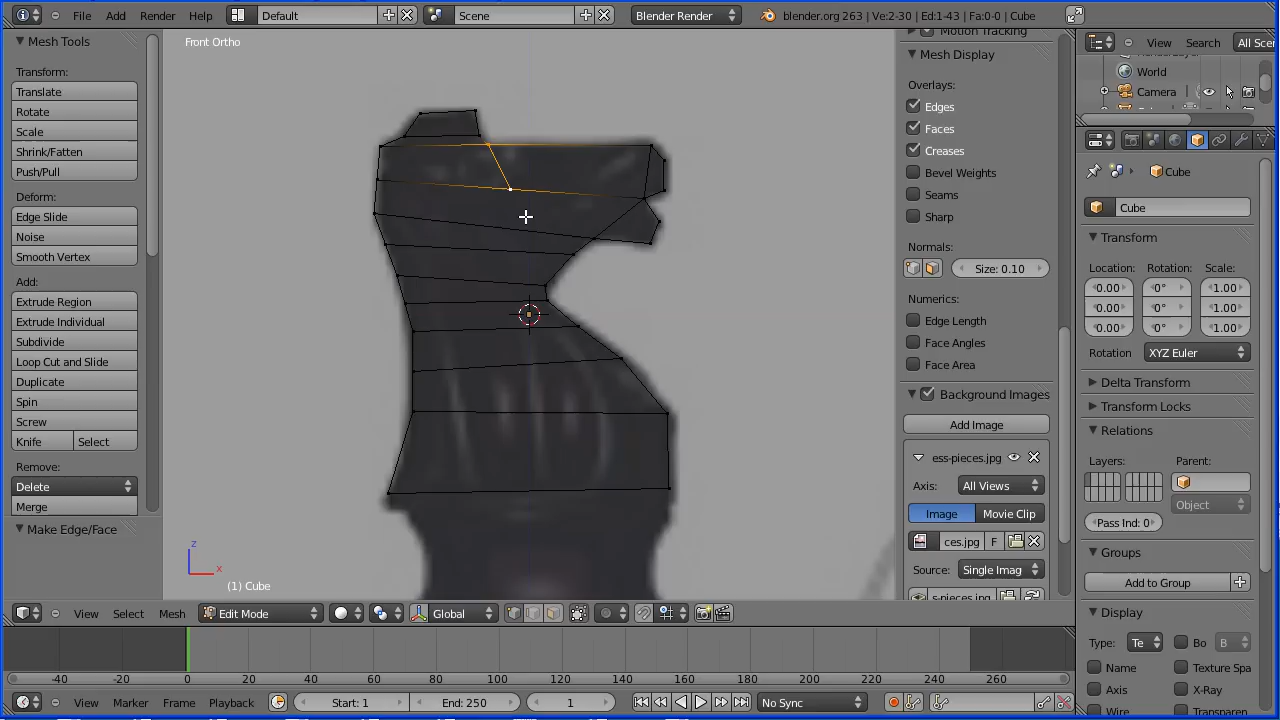 File Add Render Help Default Scene Blender Render blender.org 263 | Ve:2-30 | Ed:1-43 | Fa:0-0 | Cube
Mesh Tools
Transform:
Translate
Rotate
Scale
Shrink/Fatten
Push/Pull
Deform:
Edge Slide
Noise
Smooth Vertex
Add:
Extrude Region
Extrude Individual
Subdivide
Loop Cut and Slide
Duplicate
Spin
Screw
Knife Select
Remove:
Delete
Merge
Make Edge/Face
Front Ortho
z
x
(1) Cube
Motion Tracking
Mesh Display
Overlays:
Edges
Faces
Creases
Bevel Weights
Seams
Sharp
Normals:
Size: 0.10
Numerics:
Edge Length
Face Angles
Face Area
Background Images
Add Image
ess-pieces.jpg
Axis: All Views
Image Movie Clip
ces.jpg F
Source: Single Imag
s-pieces.jpg
View Search All Scen
World
Camera
Cube
Cube
Transform
Location: Rotation: Scale:
0.00 0° 1.00
0.00 0° 1.00
0.00 0° 1.00
Rotation XYZ Euler
Delta Transform
Transform Locks
Relations
Layers: Parent:
Object
Pass Ind: 0
Groups
Add to Group
Display
Type: Te Bo B
Name Texture Spa
Axis X-Ray
Wire Transparen
View Select Mesh Edit Mode Global
-40 -20 0 20 40 60 80 100 120 140 160 180 200 220 240 260
View Marker Frame Playback Start: 1 End: 250 1 No Sync